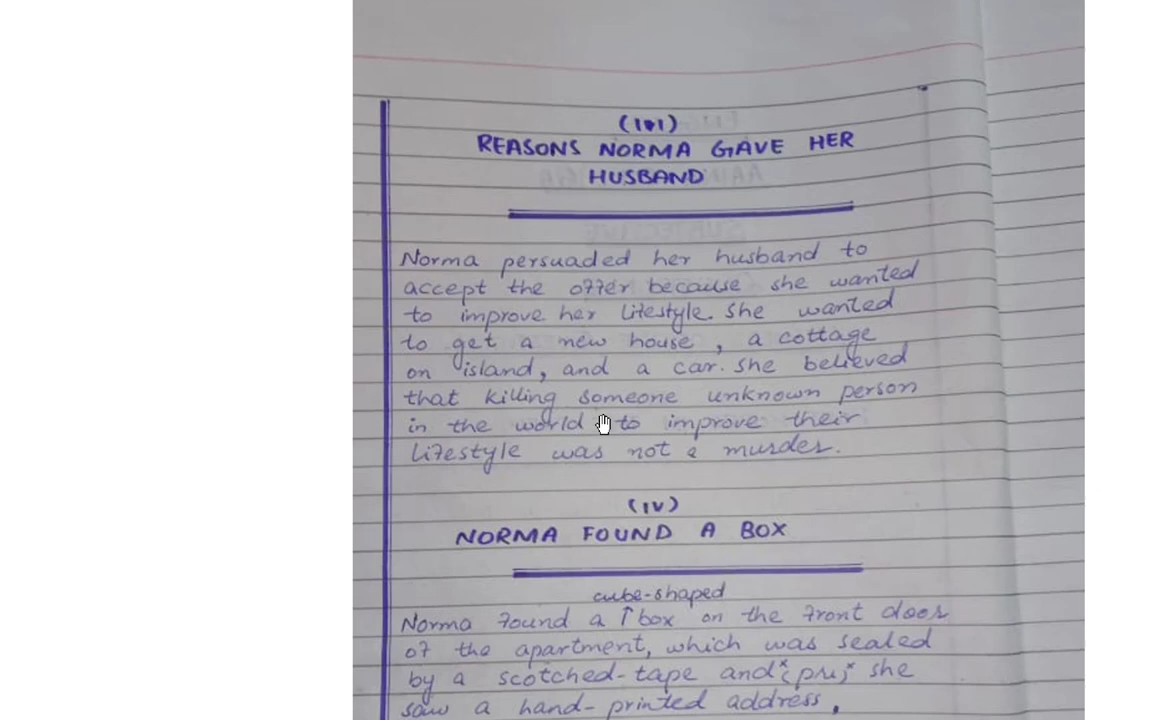 (iii)
REASONS NORMA GAVE HER
HUSBAND
Norma persuaded her husband to
accept the offer because she wanted
to improve her lifestyle. She wanted
to get a new house, a cottage
on island, and a car. She believed
that killing someone unknown person
in the world to improve their
lifestyle was not a murder.
(iv)
NORMA FOUND A BOX
cube-shaped
Norma found a ↑ box on the front door
of the apartment, which was sealed
by a scotched-tape and she
saw a hand-printed address.